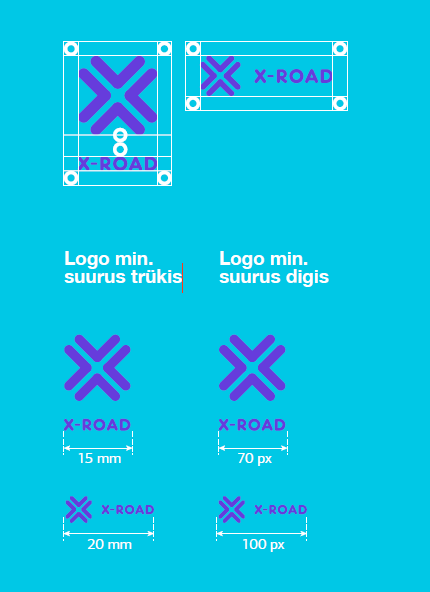 X-ROAD
X-ROAD
Logo min.
suurus trükis
Logo min.
suurus digis
X-ROAD
15 mm
X-ROAD
70 px
X-ROAD
20 mm
X-ROAD
100 px